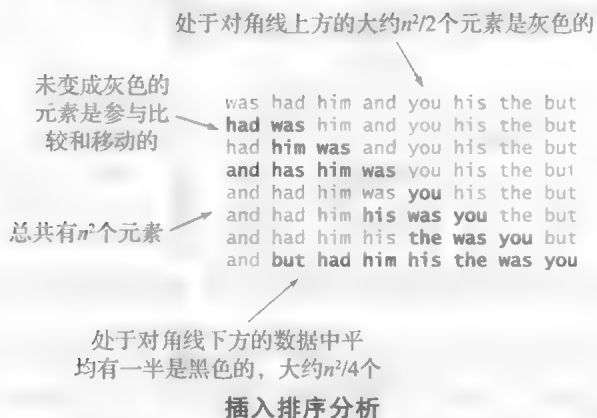 处于对角线上方的大约n²/2个元素是灰色的
未变成灰色的
元素是参与比
较和移动的
was had him and you his the but
had was him and you his the but
had him was and you his the but
and has him was you his the but
and had him was you his the but
and had him his was you the but
and had him his the was you but
and but had him his the was you
总共有n²个元素
处于对角线下方的数据中平
均有一半是黑色的，大约n²/4个
插入排序分析